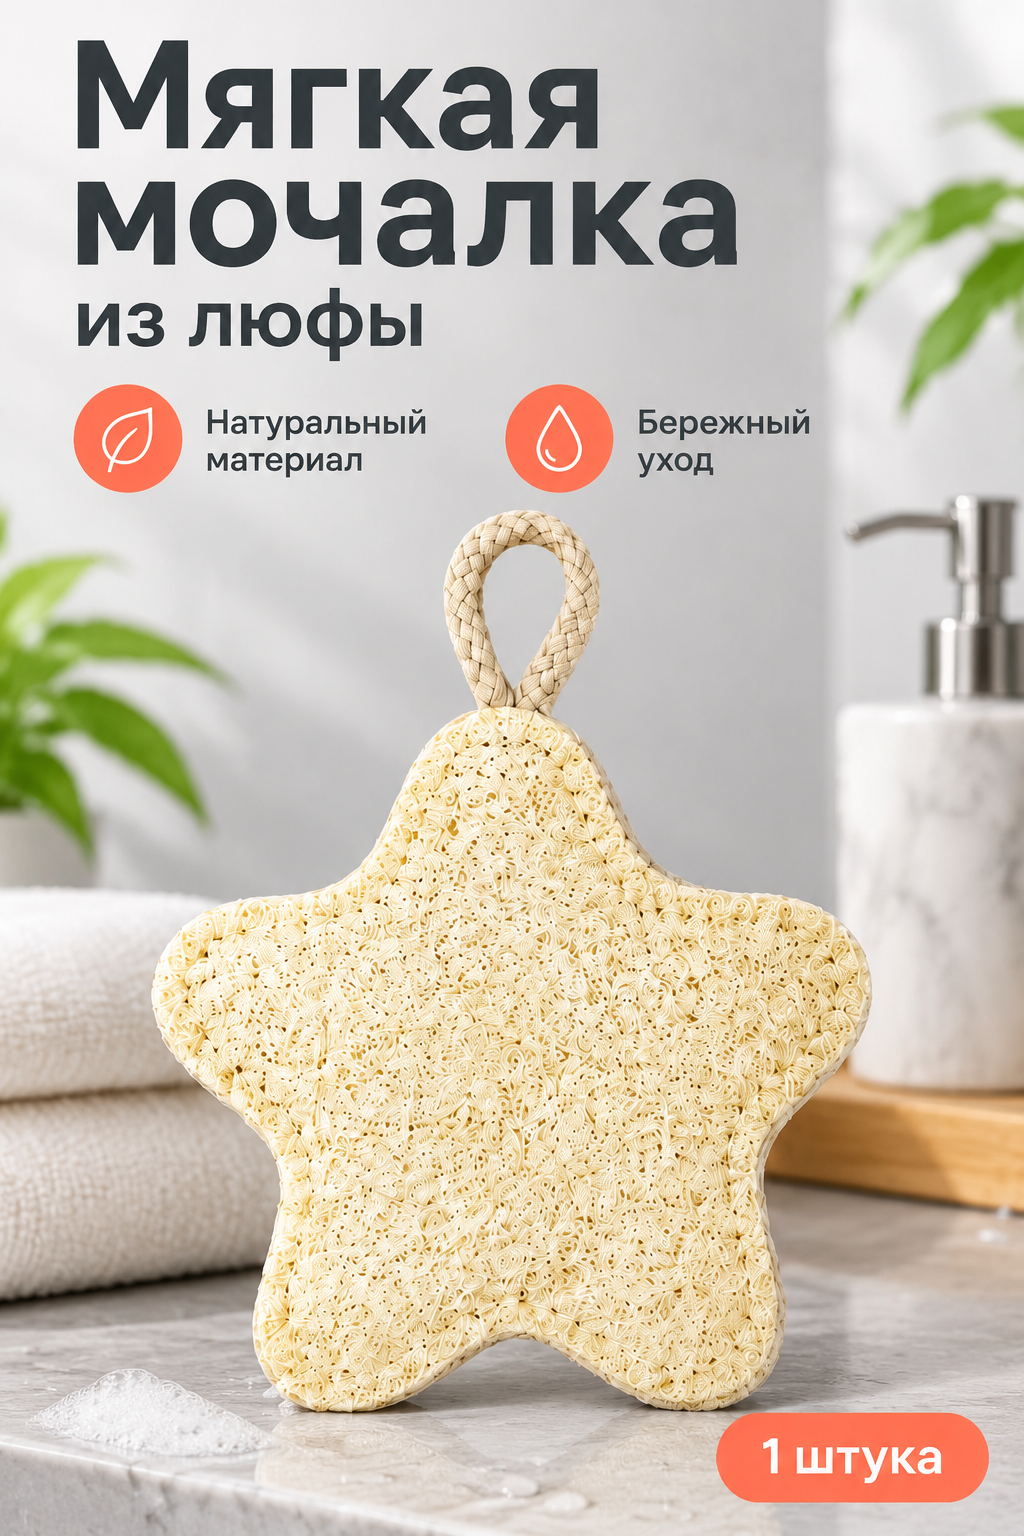 Мягкая
мочалка
из люфы
Натуральный
материал
Бережный
уход
1 штука